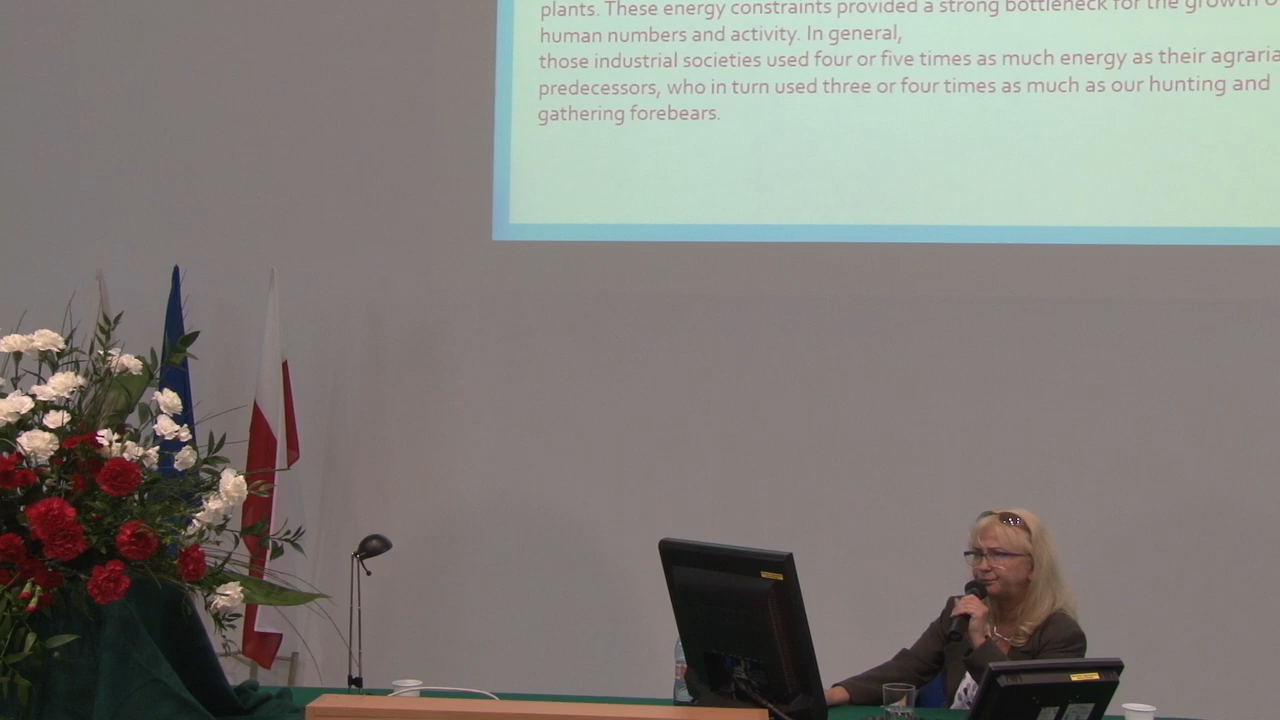 plants. These energy constraints provided a strong bottleneck for the growth
human numbers and activity. In general,
those industrial societies used four or five times as much energy as their
predecessors, who in turn used three or four times as much as our hunting and
gathering forebears.